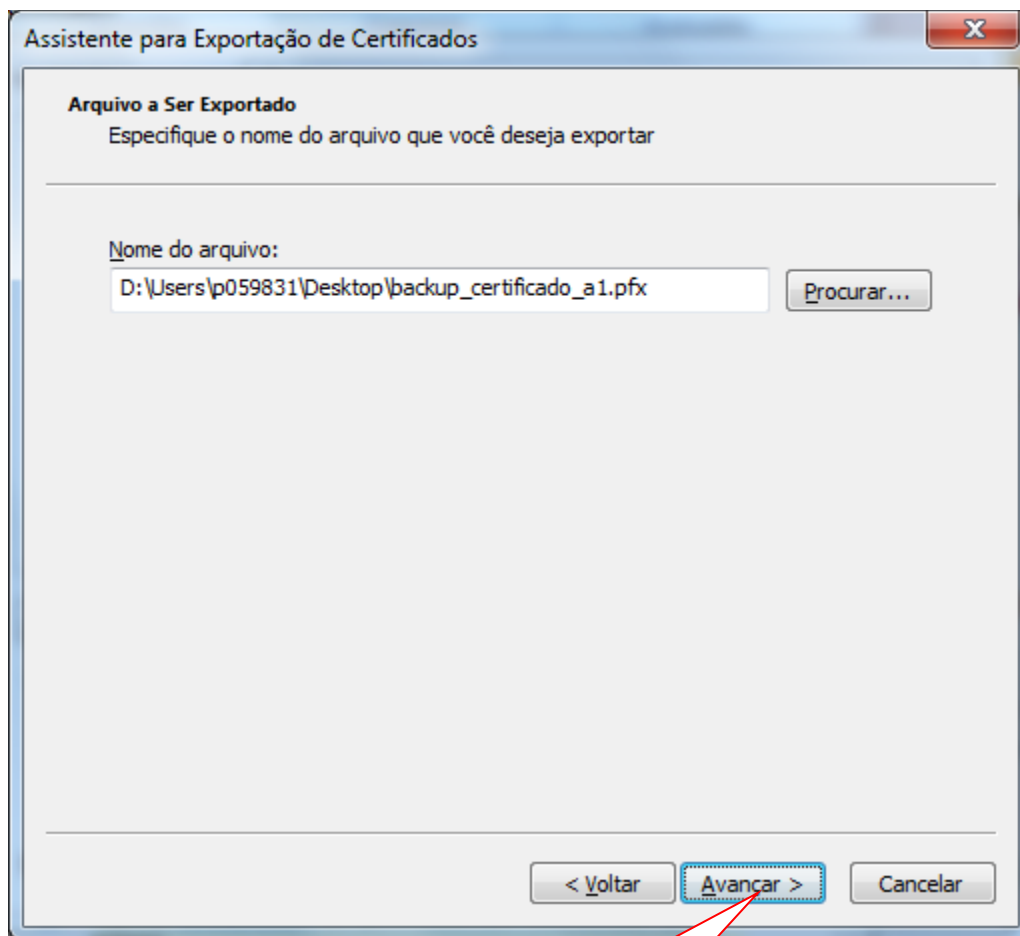 Assistente para Exportação de Certificados
Arquivo a Ser Exportado
Especifique o nome do arquivo que você deseja exportar
Nome do arquivo:
D:\Users\p059831\Desktop\backup_certificado_a1.pfx
Procurar...
< Voltar
Avançar >
Cancelar